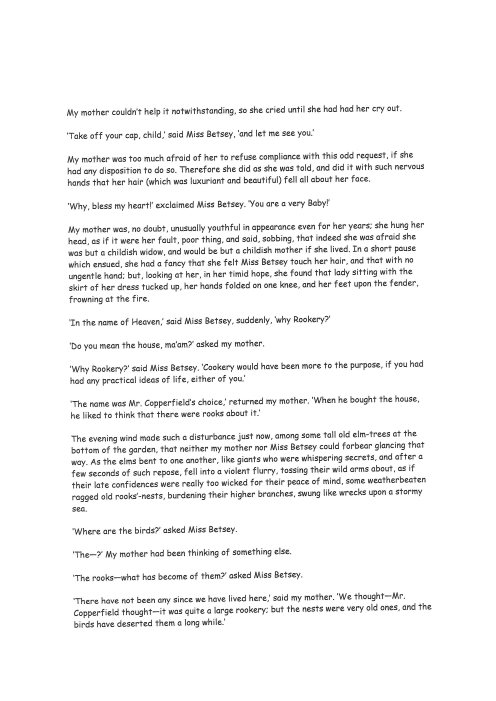 My mother couldn't help it notwithstanding, so she cried until she had had her cry out.
'Take off your cap, child,' said Miss Betsey, 'and let me see you.'
My mother was too much afraid of her to refuse compliance with this odd request, if she
had any disposition to do so. Therefore she did as she was told, and did it with such nervous
hands that her hair (which was luxuriant and beautiful) fell all about her face.
'Why, bless my heart!' exclaimed Miss Betsey. 'You are a very Baby!'
My mother was, no doubt, unusually youthful in appearance even for her years; she hung her
head, as if it were her fault, poor thing, and said, sobbing, that indeed she was afraid she
was but a childish widow, and would be but a childish mother if she lived. In a short pause
which ensued, she had a fancy that she felt Miss Betsey touch her hair, and that with no
ungentle hand; but, looking at her, in her timid hope, she found that lady sitting with the
skirt of her dress tucked up, her hands folded on one knee, and her feet upon the fender,
frowning at the fire.
'In the name of Heaven,' said Miss Betsey, suddenly, 'why Rookery?'
'Do you mean the house, ma'am?' asked my mother.
'Why Rookery?' said Miss Betsey. 'Cookery would have been more to the purpose, if you had
had any practical ideas of life, either of you.'
'The name was Mr. Copperfield's choice,' returned my mother. 'When he bought the house,
he liked to think that there were rooks about it.'
The evening wind made such a disturbance just now, among some tall old elm-trees at the
bottom of the garden, that neither my mother nor Miss Betsey could forbear glancing that
way. As the elms bent to one another, like giants who were whispering secrets, and after a
few seconds of such repose, fell into a violent flurry, tossing their wild arms about, as if
their late confidences were really too wicked for their peace of mind, some weatherbeaten
ragged old rooks'-nests, burdening their higher branches, swung like wrecks upon a stormy
sea.
'Where are the birds?' asked Miss Betsey.
'The—?' My mother had been thinking of something else.
'The rooks—what has become of them?' asked Miss Betsey.
'There have not been any since we have lived here,' said my mother. 'We thought—Mr.
Copperfield thought—it was quite a large rookery; but the nests were very old ones, and the
birds have deserted them a long while.'